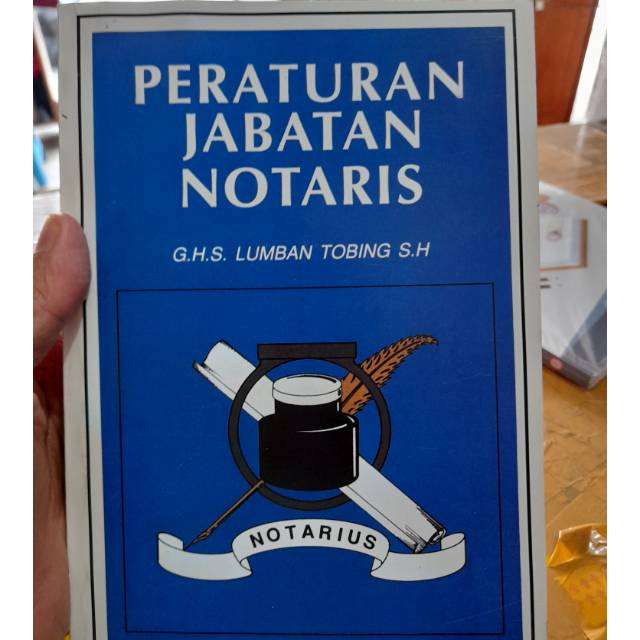 PERATURAN
JABATAN
NOTARIS
G.H.S. LUMBAN TOBING S.H
NOTARIUS